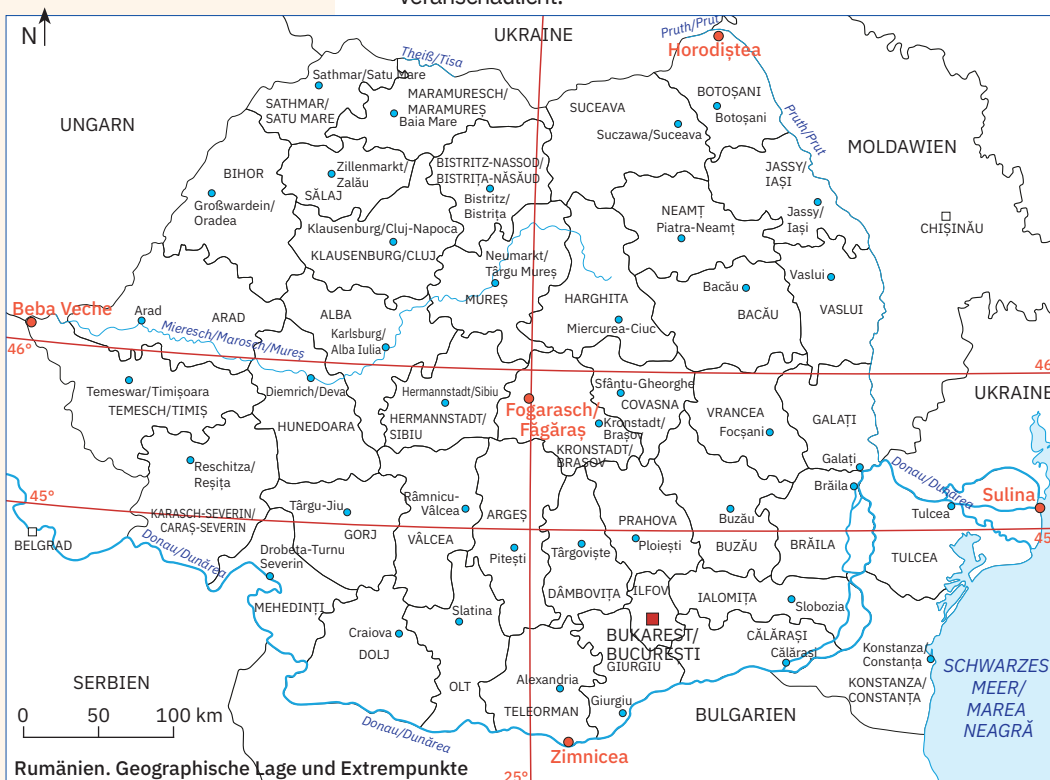 veranschaulicht.
N
UKRAINE
Pruth/Prut
Horodiștea
Theiß/Tisa
Sathmar/Satu Mare
SATHMAR/
SATU MARE
MARAMURESCH/
MARAMUREȘ
Baia Mare
SUCEAVA
Suczawa/Suceava
BOTOȘANI
Botoșani
Pruth/Prut
UNGARN
MOLDAWIEN
BIHOR
Großwardein/
Oradea
Zillenmarkt/
Zalău
SĂLAJ
BISTRITZ-NASSOD/
BISTRIȚA-NĂSĂUD
Bistritz/
Bistrița
JASSY/
IAȘI
Jassy/
Iași
NEAMȚ
Piatra-Neamț
CHIȘINĂU
Klausenburg/Cluj-Napoca
KLAUSENBURG/CLUJ
Neumarkt/
Târgu Mureș
MUREȘ
HARGHITA
Miercurea-Ciuc
Bacău
BACĂU
Vaslui
VASLUI
Beba Veche
Arad
ARAD
Mieresch/Marosch/Mureș
ALBA
Karlsburg/
Alba Iulia
46°
46
Temeswar/Timișoara
TEMESCH/TIMIȘ
Diemrich/Deva
HUNEDOARA
Hermannstadt/Sibiu
HERMANNSTADT/
SIBIU
Fogarasch/
Făgăraș
Sfântu-Gheorghe
COVASNA
Kronstadt/
Brașov
KRONSTADT/
BRAȘOV
VRANCEA
Focșani
GALAȚI
Galați
UKRAINE
Reschitza/
Reșița
KARASCH-SEVERIN/
CARAȘ-SEVERIN
45°
45
BELGRAD
Donau/Dunărea
Târgu-Jiu
GORJ
Râmnicu-
Vâlcea
VÂLCEA
ARGEȘ
Pitești
Târgoviște
DÂMBOVIȚA
PRAHOVA
Ploiești
Buzău
BUZĂU
Brăila
BRĂILA
Donau/Dunărea
Tulcea
TULCEA
Sulina
Drobeta-Turnu
Severin
MEHEDINȚI
Craiova
DOLJ
Slatina
OLT
ILFOV
BUKAREST/
BUCUREȘTI
IALOMIȚA
Slobozia
CĂLĂRAȘI
Călărași
Konstanza/
Constanța
KONSTANZA/
CONSTANȚA
GIURGIU
Giurgiu
Alexandria
TELEORMAN
Zimnicea
SERBIEN
BULGARIEN
SCHWARZES
MEER/
MAREA
NEAGRĂ
0 50 100 km
Donau/Dunărea
Rumänien. Geographische Lage und Extrempunkte
25°